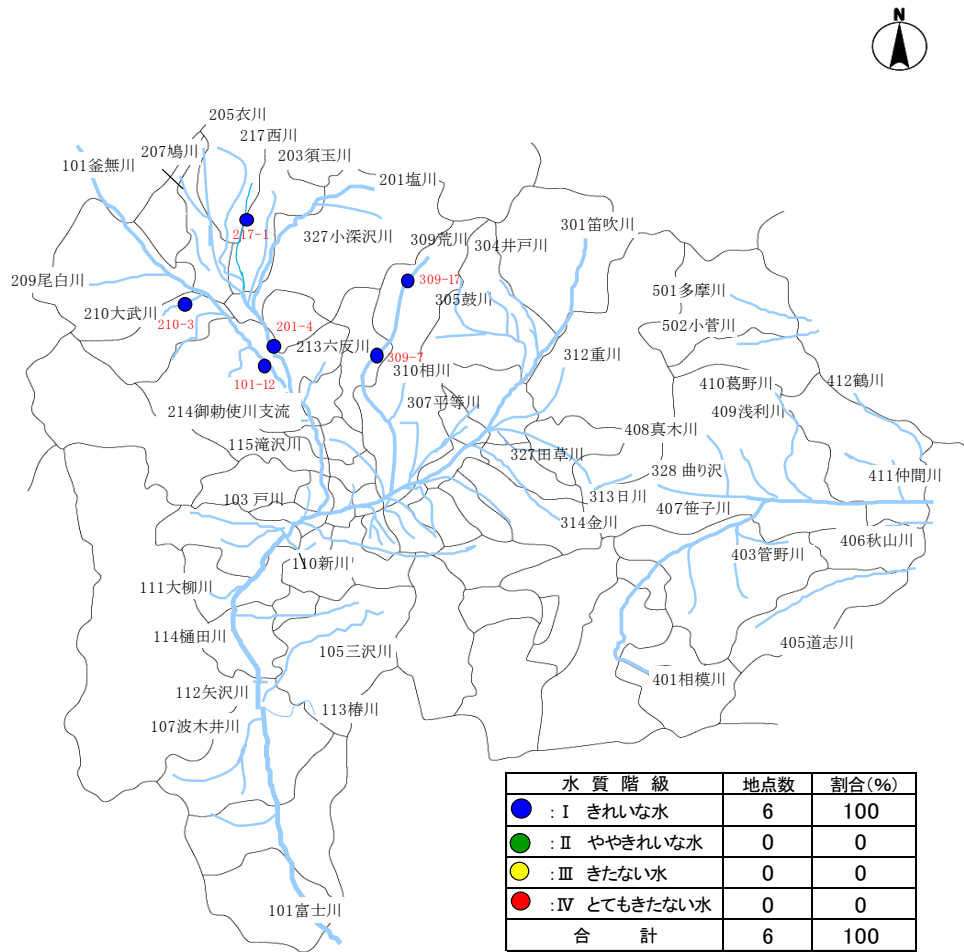 N
205衣川
217西川
207鳩川
203須玉川
101釜無川
201塩川
301笛吹川
217-1
327小深沢川
309荒川
304井戸川
209尾白川
309-17
501多摩川
305鼓川
210大武川
210-3
201-4
502小菅川
213六反川
309-7
312重川
310相川
101-12
410葛野川
412鶴川
214御勅使川支流
307平等川
409浅利川
408真木川
115滝沢川
327田草川
328 曲り沢
411仲間川
103 戸川
313日川
407笹子川
314金川
406秋山川
110新川
403管野川
111大柳川
114樋田川
105三沢川
405道志川
401相模川
112矢沢川
113椿川
107波木井川
101富士川
水 質 階 級 地点数 割合(%)
：Ⅰ きれいな水 6 100
：Ⅱ ややきれいな水 0 0
：Ⅲ きたない水 0 0
：Ⅳ とてもきたない水 0 0
合 計 6 100